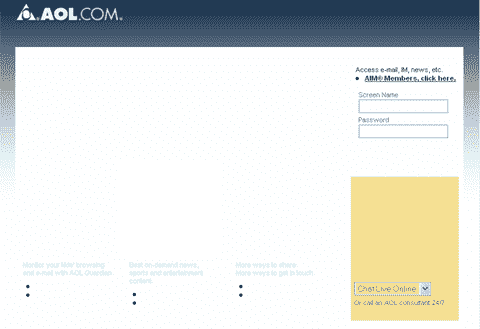 AOL.COM®
Access e-mail, IM, news, etc.
AIM® Members, click here.
Screen Name
Password
Monitor your kids' browsing
and e-mail with AOL Guardian
Best on-demand news,
sports and entertainment
content
More ways to share
More ways to get in touch
Chat Live Online
Or call an AOL consultant 24/7